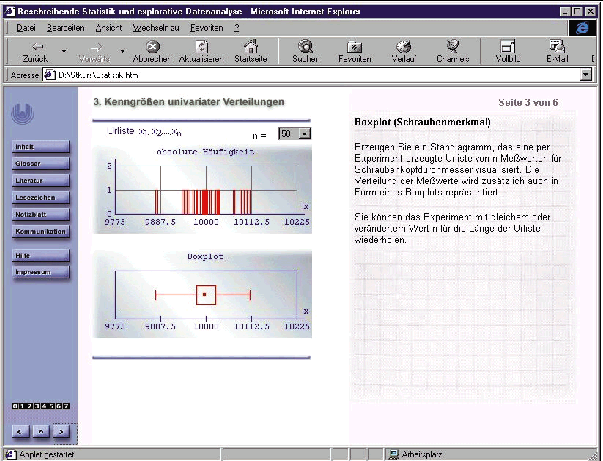 Beschreibende Statistik und explorative Datenanalyse - Microsoft Internet Explorer
Datei Bearbeiten Ansicht Wechseln zu Favoriten ?
Zurück Vorwärts Abbrechen Aktualisieren Startseite Suchen Favoriten Verlauf Channels Vollbild E-Mail
Adresse
3. Kenngrößen univariater Verteilungen
Seite 3 von 6
Urliste
n = 50
absolute Häufigkeit
2
1
0
9775 9887.5 10000 10112.5 10225
x
Boxplot
x
9775 9887.5 10000 10112.5 10225
Inhalt
Glossar
Literatur
Lesezeichen
Notizblatt
Kommunikation
Hilfe
Impressum
0 1 2 3 4 5 6 7
< ^ >
Boxplot (Schraubenmerkmal)
Erzeugen Sie ein Stabdiagramm, das eine per
Experiment erzeugte Urliste von n Meßwerten für
Schraubenkopfdurchmesser visualisiert. Die
Verteilung der Meßwerte wird zusätzlich auch in
Form eines Boxplots repräsentiert.
Sie können das Experiment mit gleichem oder
verändertem Wert n für die Länge der Urliste
wiederholen.
Applet gestartet
Arbeitsplatz